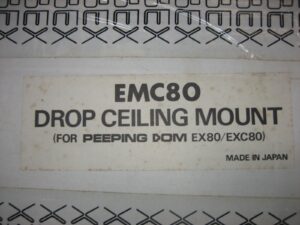 EMC80
DROP CEILING MOUNT
(FOR PEEPING DOM EX80/EXC80)
MADE IN JAPAN